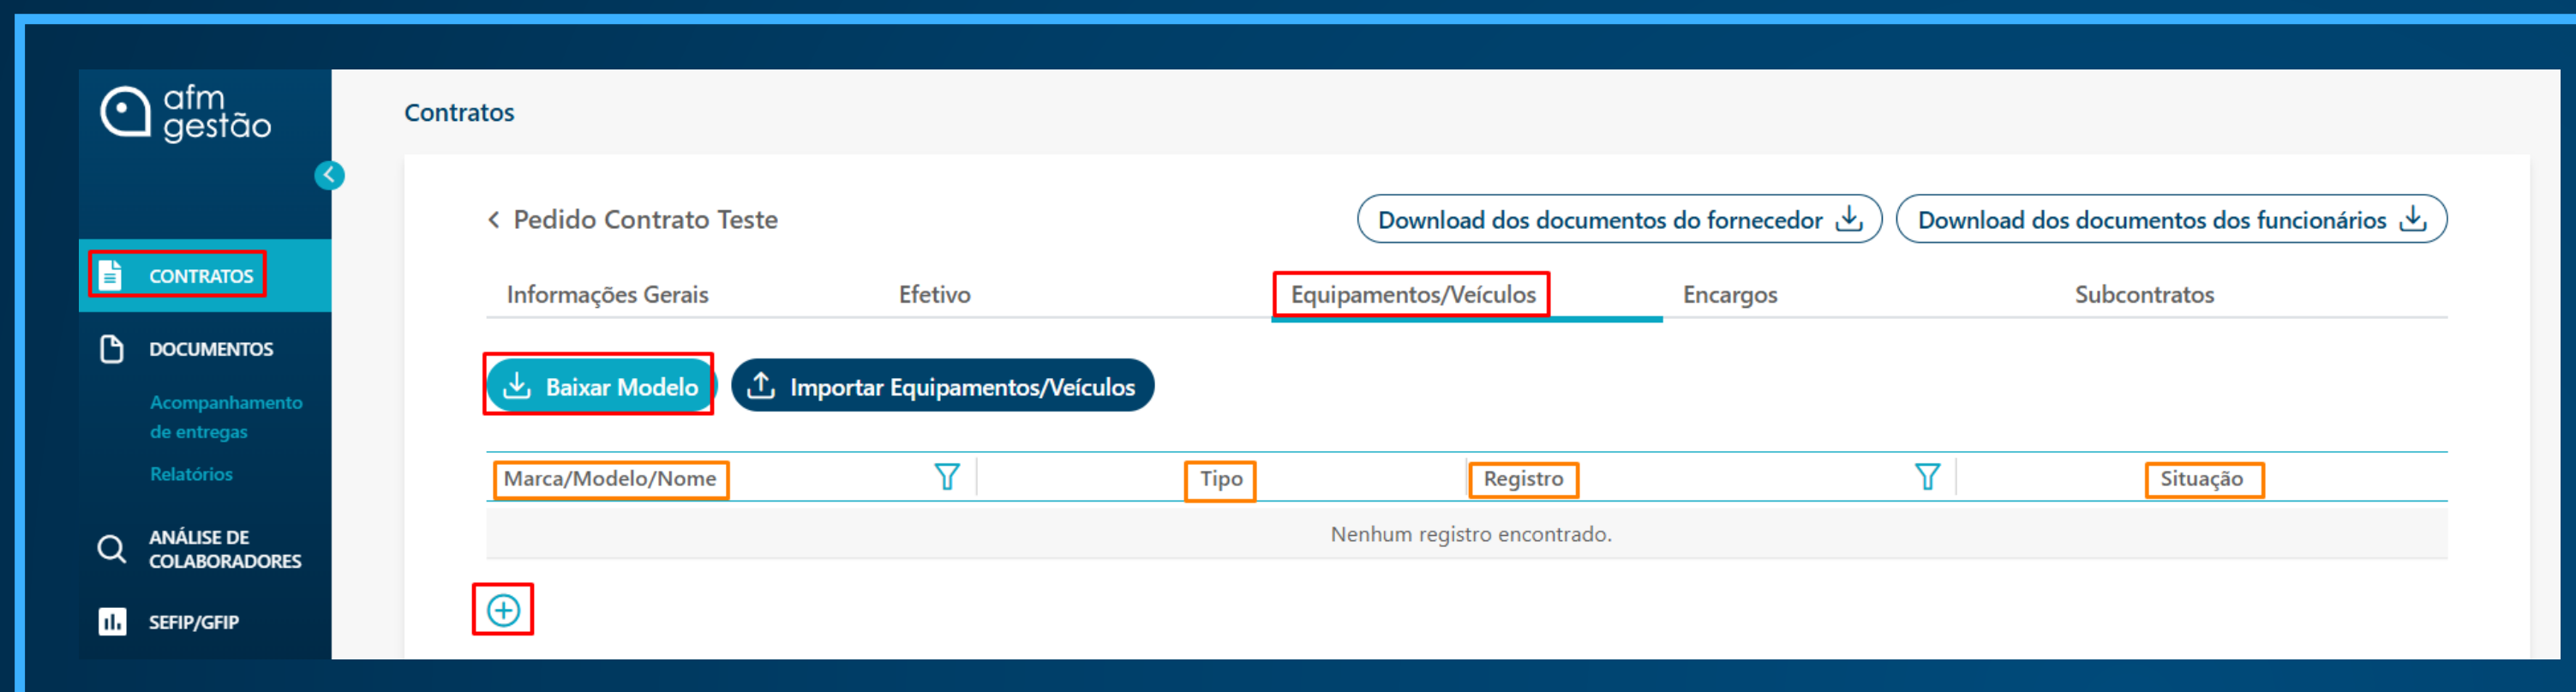 afm
gestão
Contratos
< Pedido Contrato Teste
Download dos documentos do fornecedor
Download dos documentos dos funcionários
CONTRATOS
Informações Gerais
Efetivo
Equipamentos/Veículos
Encargos
Subcontratos
DOCUMENTOS
Acompanhamento
de entregas
Relatórios
Baixar Modelo
Importar Equipamentos/Veículos
Marca/Modelo/Nome
Tipo
Registro
Situação
Nenhum registro encontrado.
ANÁLISE DE
COLABORADORES
SEFIP/GFIP